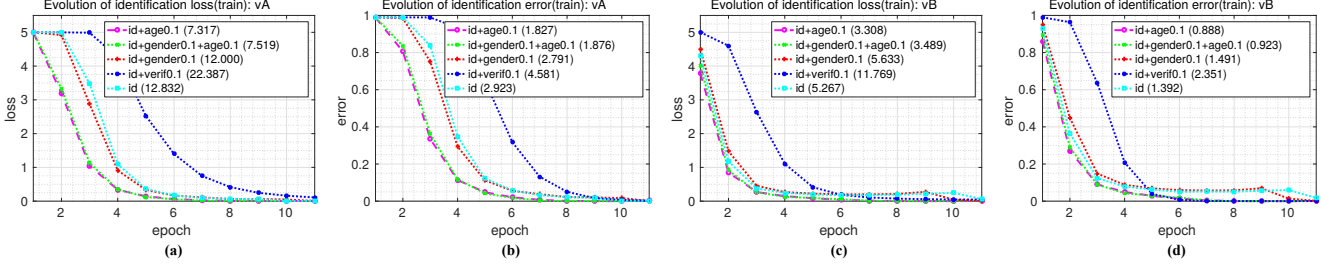 Evolution of identification loss(train): vA
5
4
3
2
1
0
loss
id+age0.1 (7.317)
id+gender0.1+age0.1 (7.519)
id+gender0.1 (12.000)
id+verif0.1 (22.387)
id (12.832)
2 4 6 8 10
epoch
(a)
Evolution of identification error(train): vA
1
0.8
0.6
0.4
0.2
0
error
id+age0.1 (1.827)
id+gender0.1+age0.1 (1.876)
id+gender0.1 (2.791)
id+verif0.1 (4.581)
id (2.923)
2 4 6 8 10
epoch
(b)
Evolution of identification loss(train): vB
5
4
3
2
1
0
loss
id+age0.1 (3.308)
id+gender0.1+age0.1 (3.489)
id+gender0.1 (5.633)
id+verif0.1 (11.769)
id (5.267)
2 4 6 8 10
epoch
(c)
Evolution of identification error(train): vB
1
0.8
0.6
0.4
0.2
0
error
id+age0.1 (0.888)
id+gender0.1+age0.1 (0.923)
id+gender0.1 (1.491)
id+verif0.1 (2.351)
id (1.392)
2 4 6 8 10
epoch
(d)